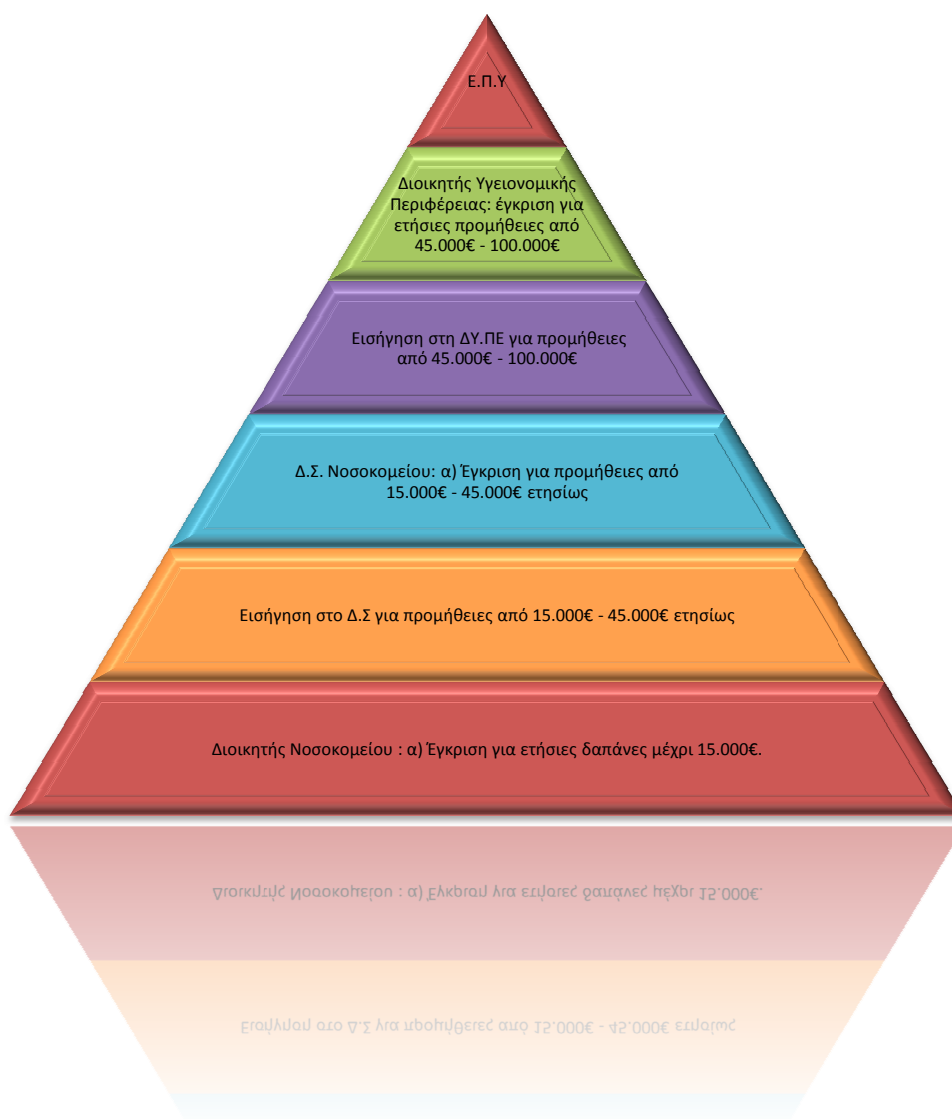 Ε.Π.Υ
Διοικητής Υγειονομικής
Περιφέρειας: έγκριση για
ετήσιες προμήθειες από
45.000€ - 100.000€
Εισήγηση στη ΔΥ.ΠΕ για προμήθειες
από 45.000€ - 100.000€
Δ.Σ. Νοσοκομείου: α) Έγκριση για προμήθειες από
15.000€ - 45.000€ ετησίως
Εισήγηση στο Δ.Σ για προμήθειες από 15.000€ - 45.000€ ετησίως
Διοικητής Νοσοκομείου : α) Έγκριση για ετήσιες δαπάνες μέχρι 15.000€.